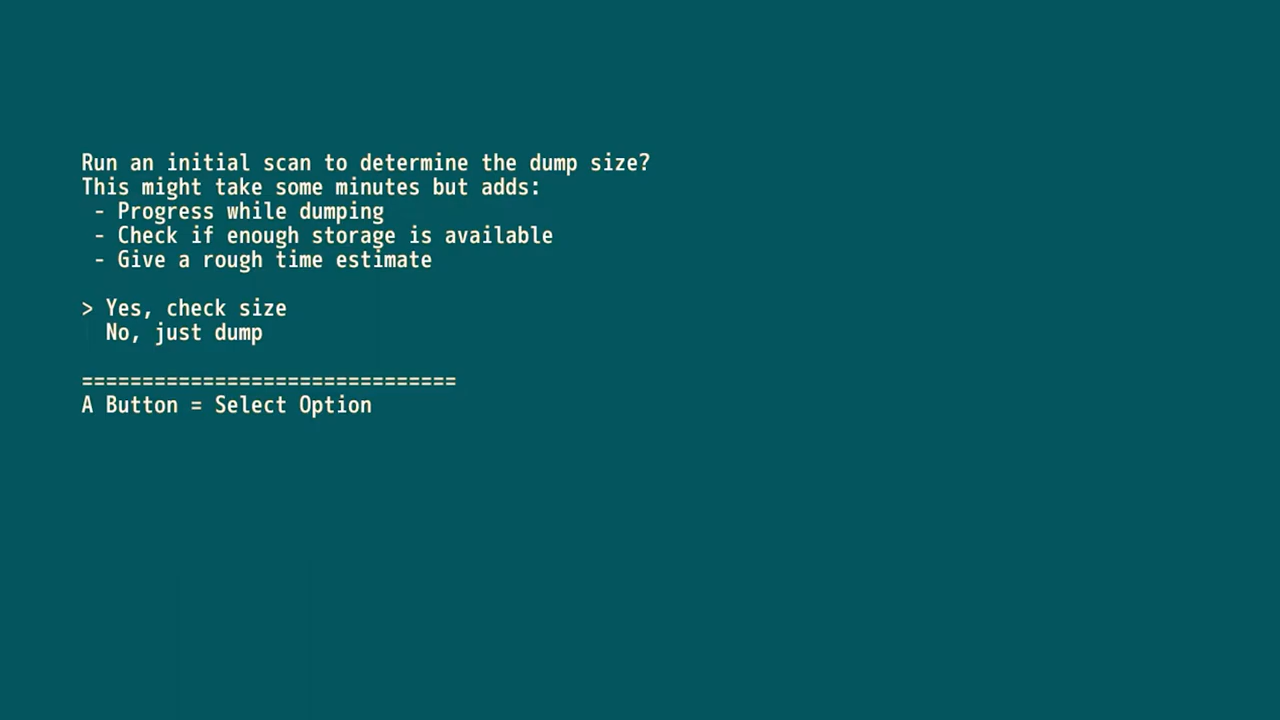 Run an initial scan to determine the dump size?
This might take some minutes but adds:
- Progress while dumping
- Check if enough storage is available
- Give a rough time estimate
> Yes, check size
No, just dump
===============================
A Button = Select Option